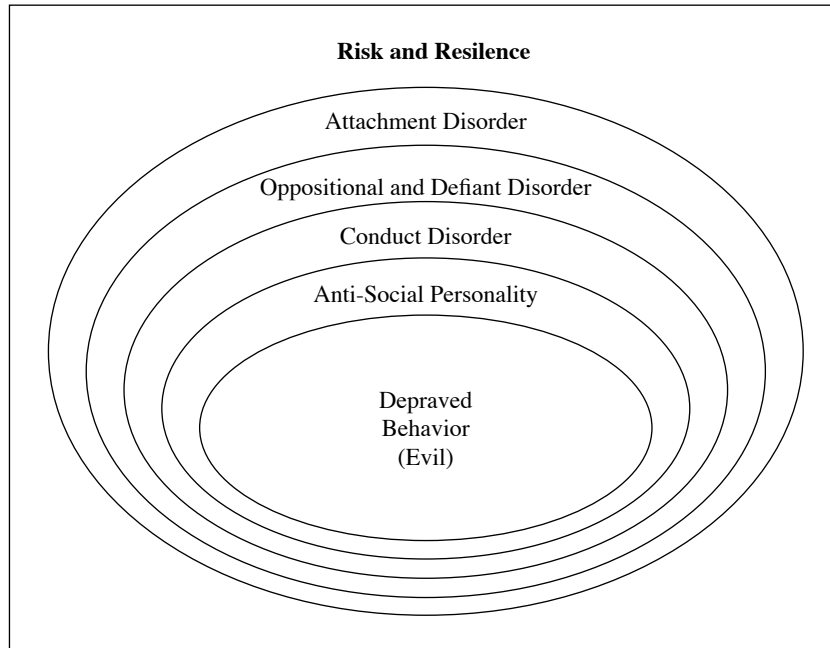 Risk and Resilence
Attachment Disorder
Oppositional and Defiant Disorder
Conduct Disorder
Anti-Social Personality
Depraved
Behavior
(Evil)